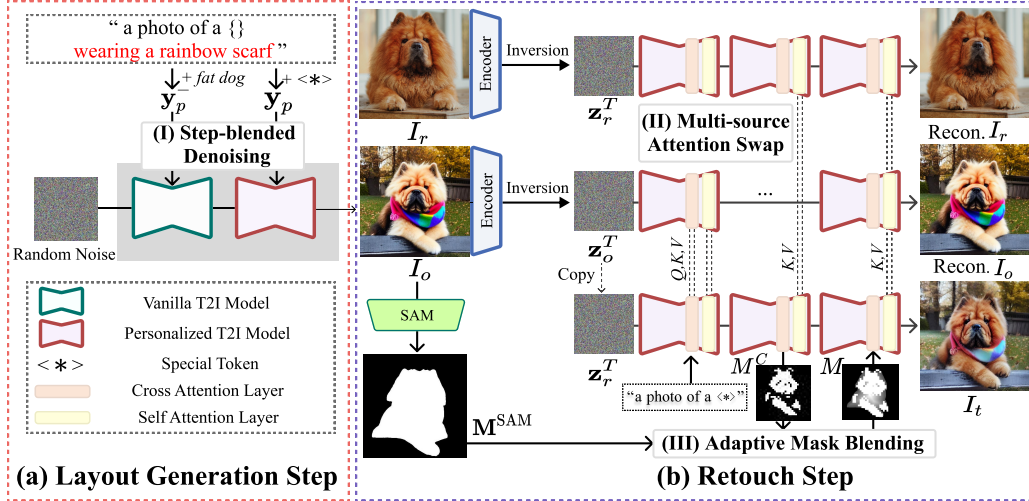 “ a photo of a {}
wearing a rainbow scarf ”
+ fat dog
+ <*>
y_p^-
y_p
(I) Step-blended
Denoising
Random Noise
Vanilla T2I Model
Personalized T2I Model
<*>
Special Token
Cross Attention Layer
Self Attention Layer
(a) Layout Generation Step
I_r
Encoder
Inversion
z_r^T
(II) Multi-source
Attention Swap
Recon. I_r
I_o
Encoder
Inversion
z_o^T
...
Recon. I_o
Copy
Q,K,V
K,V
K,V
SAM
z_r^T
“a photo of a <*>”
M^C
M
I_t
M^SAM
(III) Adaptive Mask Blending
(b) Retouch Step